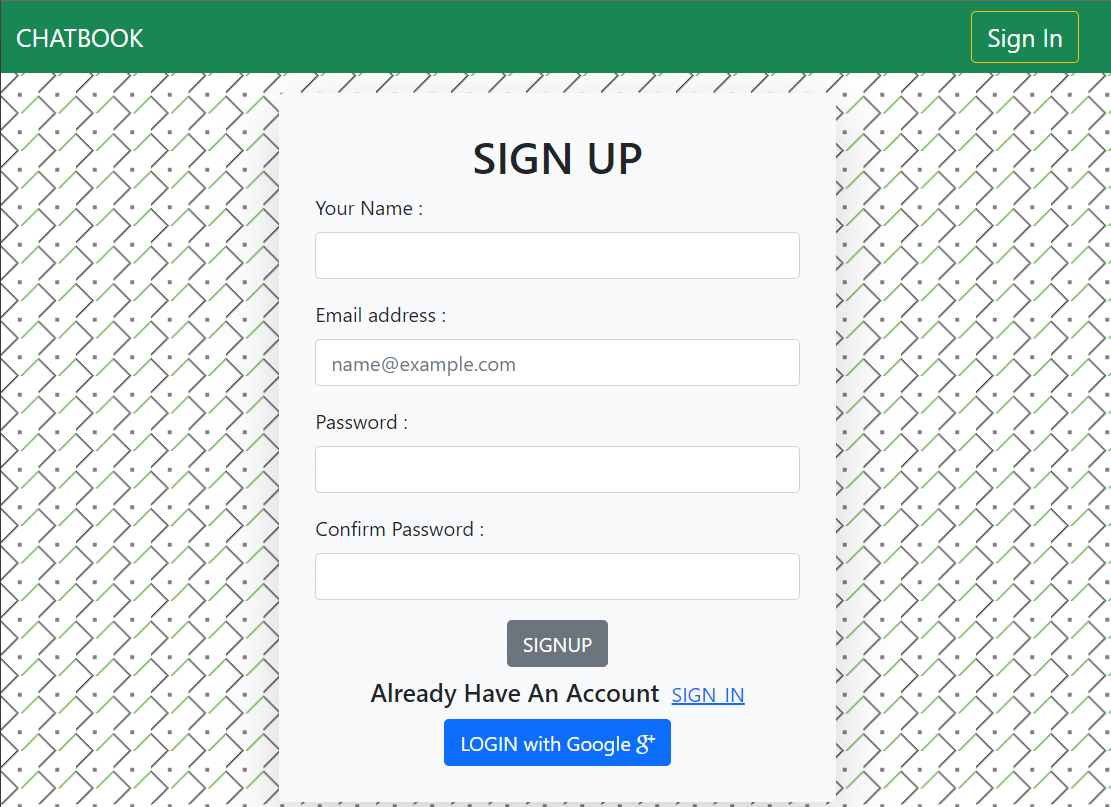 CHATBOOK
Sign In
SIGN UP
Your Name :
Email address :
name@example.com
Password :
Confirm Password :
SIGNUP
Already Have An Account SIGN IN
LOGIN with Google g+